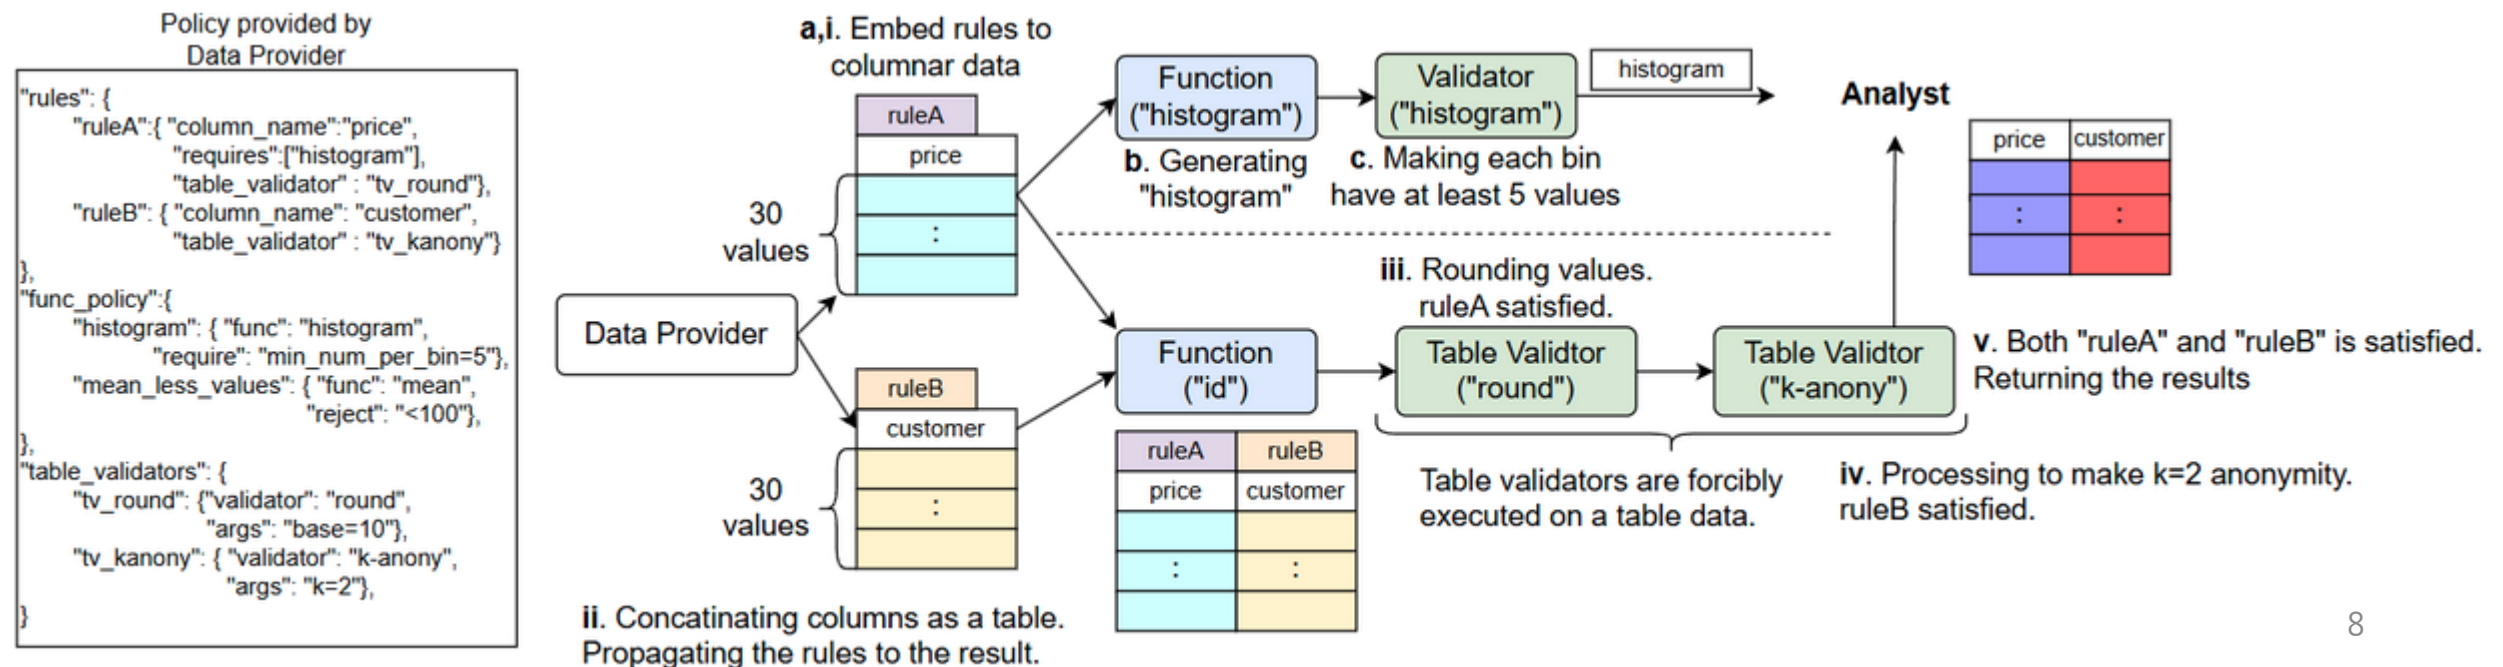 Policy provided by
Data Provider
"rules": {
"ruleA":{ "column_name":"price",
"requires":["histogram"],
"table_validator" : "tv_round"},
"ruleB": { "column_name": "customer",
"table_validator" : "tv_kanony"}
},
"func_policy":{
"histogram": { "func": "histogram",
"require": "min_num_per_bin=5"},
"mean_less_values": { "func": "mean",
"reject": "<100"},
},
"table_validators": {
"tv_round": {"validator": "round",
"args": "base=10"},
"tv_kanony": { "validator": "k-anony",
"args": "k=2"},
}
Data Provider
a,i. Embed rules to
columnar data
ruleA
price
:
30
values
ruleB
customer
:
30
values
ii. Concatinating columns as a table.
Propagating the rules to the result.
Function
("histogram")
b. Generating
"histogram"
Validator
("histogram")
c. Making each bin
have at least 5 values
histogram
Analyst
price customer
: :
Function
("id")
ruleA ruleB
price customer
: :
iii. Rounding values.
ruleA satisfied.
Table Validtor
("round")
Table Validtor
("k-anony")
Table validators are forcibly
executed on a table data.
iv. Processing to make k=2 anonymity.
ruleB satisfied.
v. Both "ruleA" and "ruleB" is satisfied.
Returning the results
8